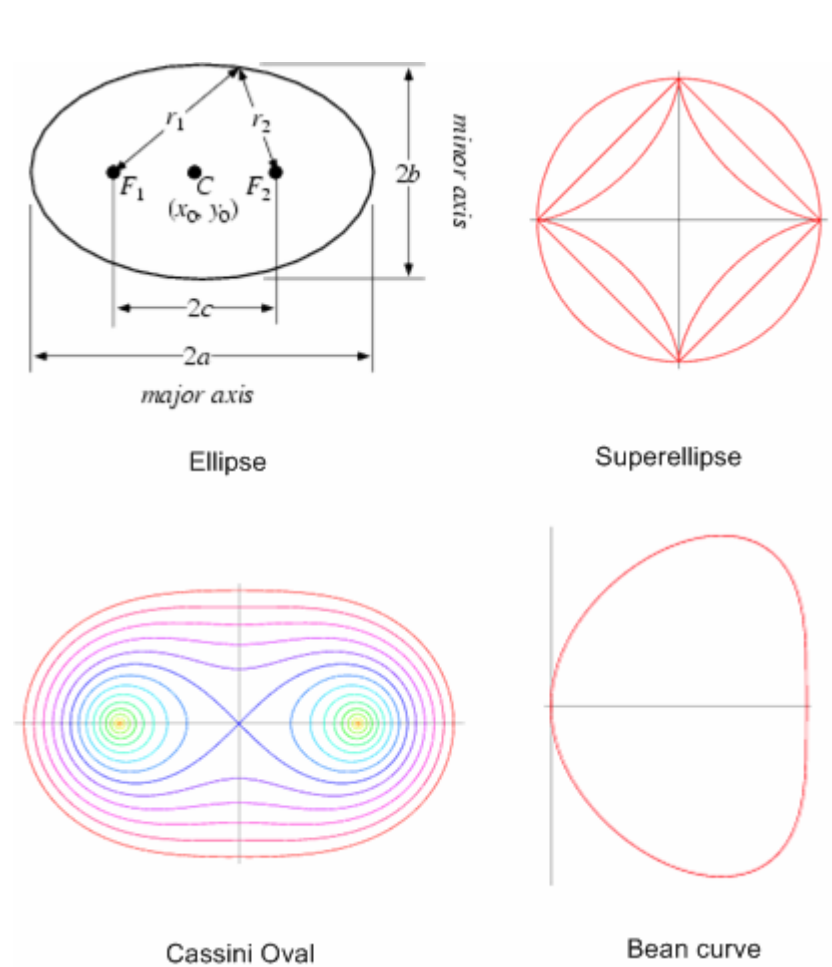 r1
r2
F1
C
F2
(x0, y0)
2b
minor axis
2c
2a
major axis
Ellipse
Superellipse
Cassini Oval
Bean curve